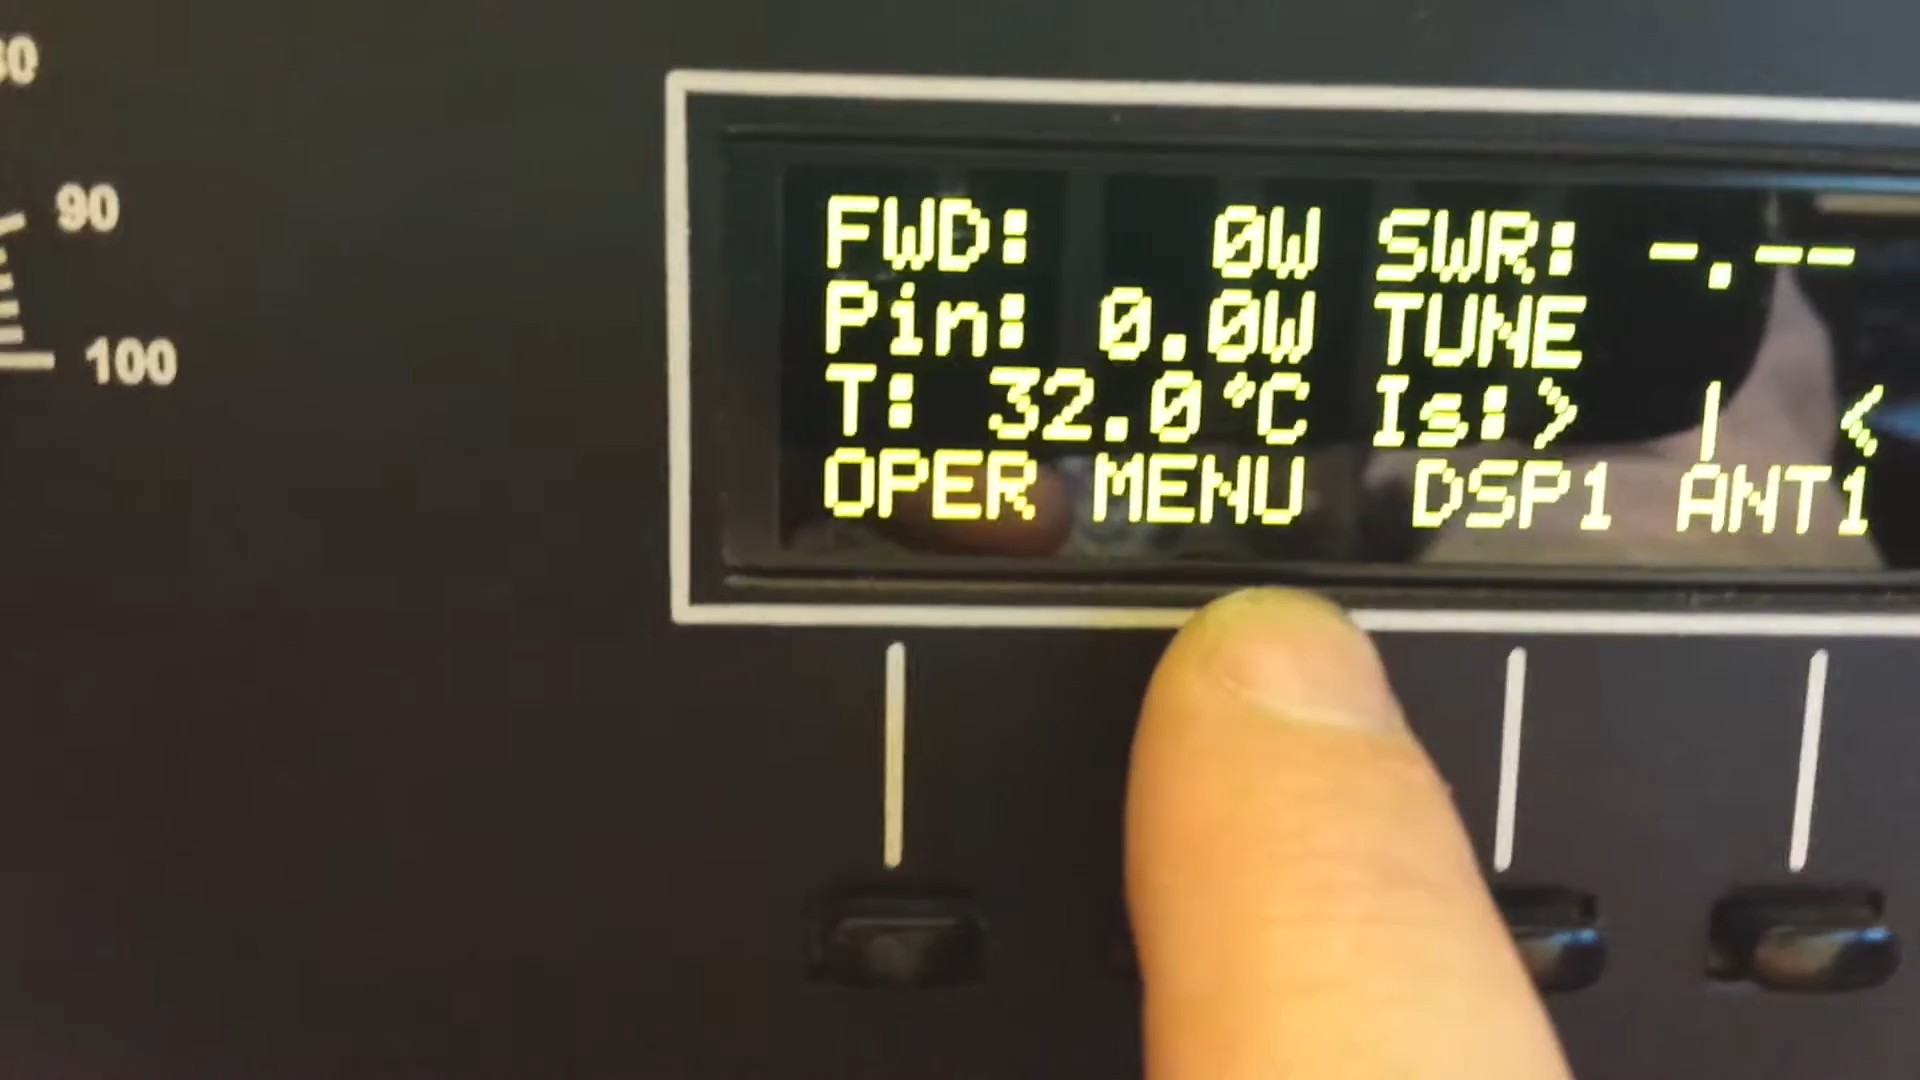 90
100
FWD: 0W SWR: -.--
Pin: 0.0W TUNE
T: 32.0°C Is:> | <
OPER MENU DSP1 ANT1